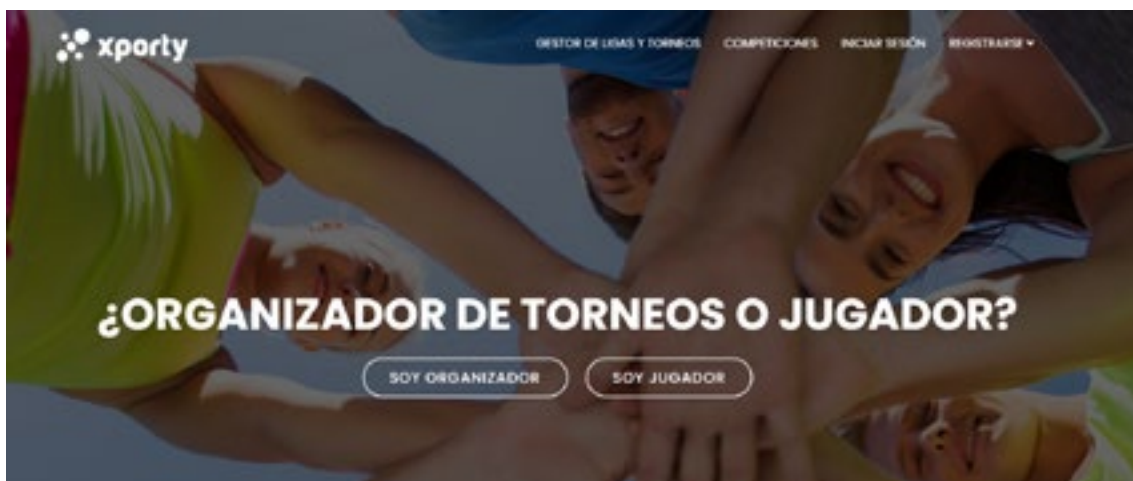 xporty
GESTOR DE LIGAS Y TORNEOS COMPETICIONES INICIAR SESIÓN REGISTRARSE
¿ORGANIZADOR DE TORNEOS O JUGADOR?
SOY ORGANIZADOR SOY JUGADOR